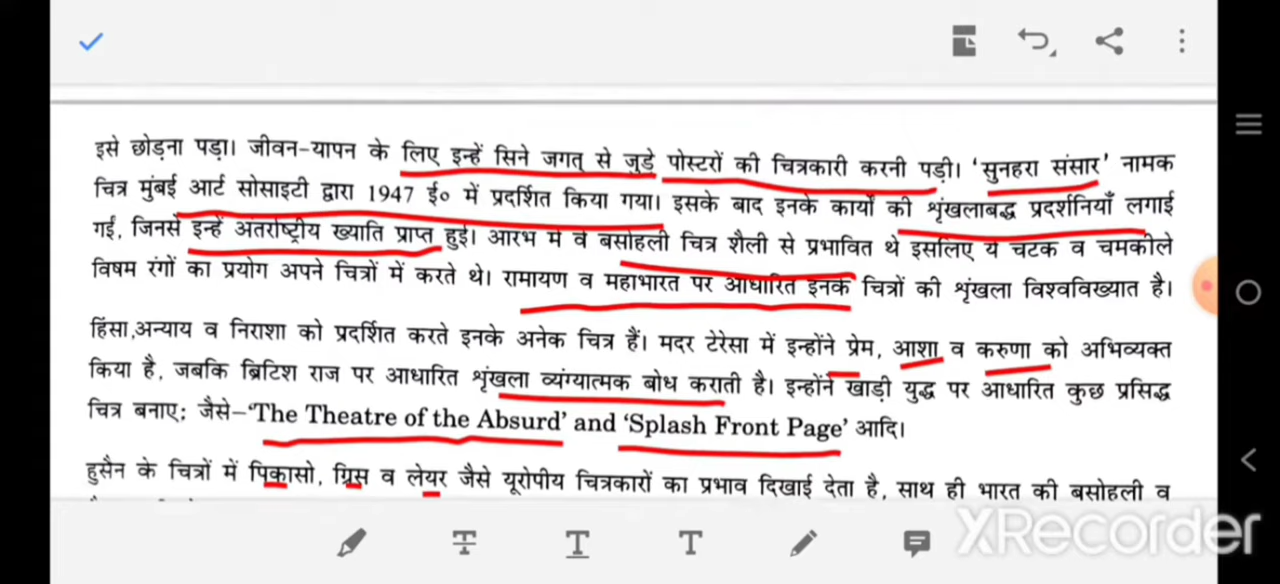 इसे छोड़ना पड़ा। जीवन-यापन के लिए इन्हें सिने जगत् से जुड़े पोस्टरों की चित्रकारी करनी पड़ी। ‘सुनहरा संसार’ नामक
चित्र मुंबई आर्ट सोसाइटी द्वारा 1947 ई० में प्रदर्शित किया गया। इसके बाद इनके कार्यों की शृंखलाबद्ध प्रदर्शनियाँ लगाई
गईं, जिनसे इन्हें अंतर्राष्ट्रीय ख्याति प्राप्त हुई। आरंभ में वे बसोहली चित्र शैली से प्रभावित थे इसलिए ये चटक व चमकीले
विषम रंगों का प्रयोग अपने चित्रों में करते थे। रामायण व महाभारत पर आधारित इनके चित्रों की शृंखला विश्वविख्यात है।
हिंसा,अन्याय व निराशा को प्रदर्शित करते इनके अनेक चित्र हैं। मदर टेरेसा में इन्होंने प्रेम, आशा व करुणा को अभिव्यक्त
किया है, जबकि ब्रिटिश राज पर आधारित शृंखला व्यंग्यात्मक बोध कराती है। इन्होंने खाड़ी युद्ध पर आधारित कुछ प्रसिद्ध
चित्र बनाए; जैसे–‘The Theatre of the Absurd’ and ‘Splash Front Page’ आदि।
हुसैन के चित्रों में पिकासो, ग्रिस व लेयर जैसे यूरोपीय चित्रकारों का प्रभाव दिखाई देता है, साथ ही भारत की बसोहली व
XRecorder